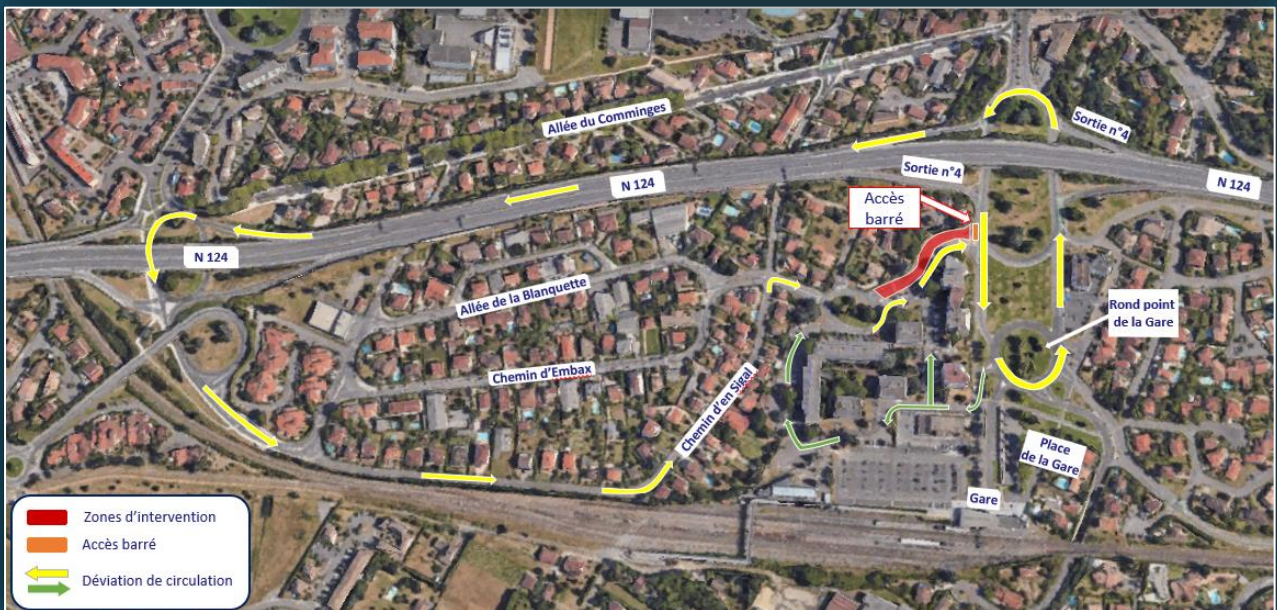 Allée du Comminges
Sortie n°4
Sortie n°4
N 124
N 124
Accès
barré
N 124
Allée de la Blanquette
Rond point
de la Gare
Chemin d'Embax
Chemin d'en Sigal
Place
de la Gare
Gare
Zones d'intervention
Accès barré
Déviation de circulation